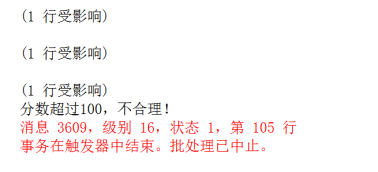 (1 行受影响)
(1 行受影响)
(1 行受影响)
分数超过100，不合理！
消息 3609，级别 16，状态 1，第 105 行
事务在触发器中结束。批处理已中止。